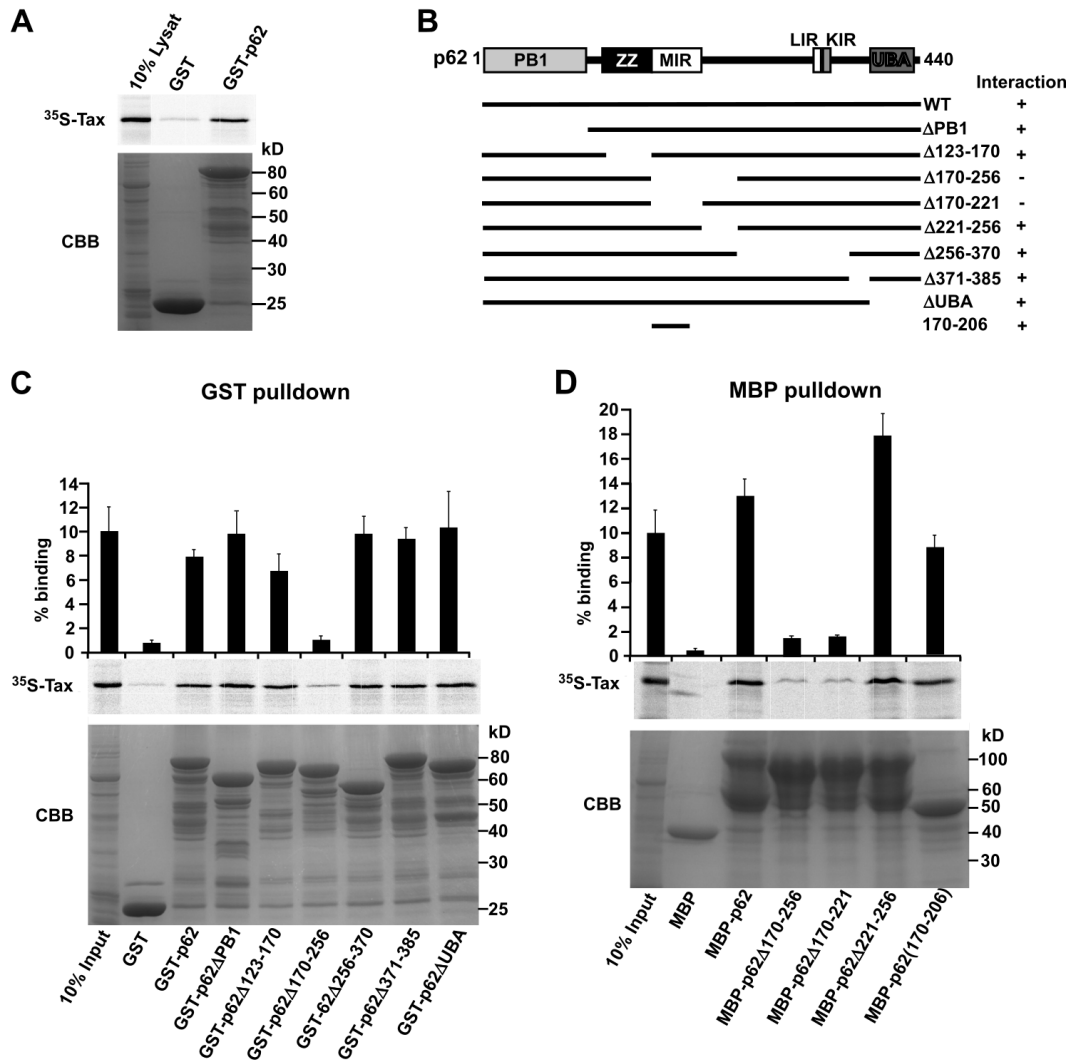 A
10% Lysat
GST
GST-p62
³⁵S-Tax
kD
80
60
50
40
30
25
CBB
B
LIR KIR
p62 1 PB1 ZZ MIR UBA 440
Interaction
WT +
ΔPB1 +
Δ123-170 +
Δ170-256 -
Δ170-221 -
Δ221-256 +
Δ256-370 +
Δ371-385 +
ΔUBA +
170-206 +
C
GST pulldown
14
12
10
8
6
4
2
0
% binding
³⁵S-Tax
kD
80
60
50
40
30
25
CBB
10% Input
GST
GST-p62
GST-p62ΔPB1
GST-p62Δ123-170
GST-p62Δ170-256
GST-62Δ256-370
GST-p62Δ371-385
GST-p62ΔUBA
D
MBP pulldown
20
18
16
14
12
10
8
6
4
2
0
% binding
³⁵S-Tax
kD
100
60
50
40
30
CBB
10% Input
MBP
MBP-p62
MBP-p62Δ170-256
MBP-p62Δ170-221
MBP-p62Δ221-256
MBP-p62(170-206)